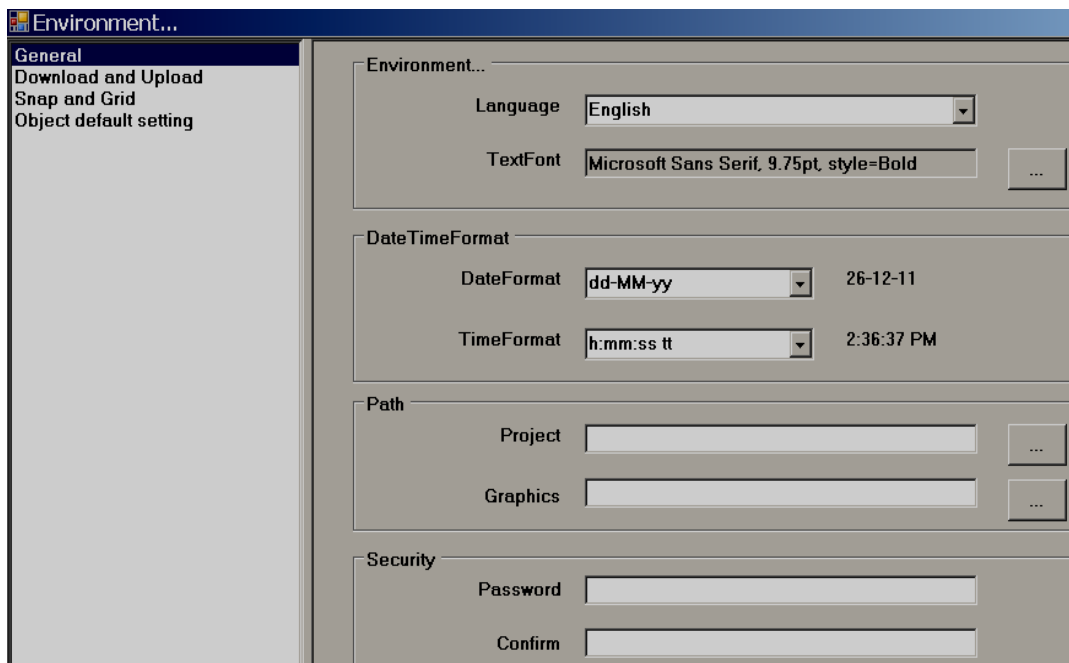 Environment...
General
Download and Upload
Snap and Grid
Object default setting
Environment...
Language English
TextFont Microsoft Sans Serif, 9.75pt, style=Bold ...
DateTimeFormat
DateFormat dd-MM-yy 26-12-11
TimeFormat h:mm:ss tt 2:36:37 PM
Path
Project ...
Graphics ...
Security
Password
Confirm